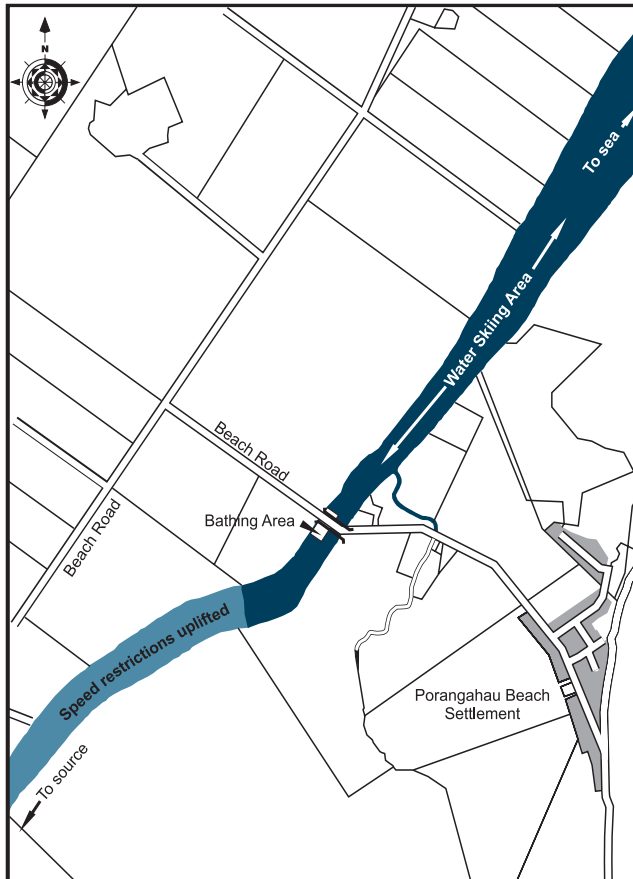 N
To sea
Water Skiing Area
Beach Road
Bathing Area
Beach Road
Speed restrictions uplifted
Porangahau Beach
Settlement
To source